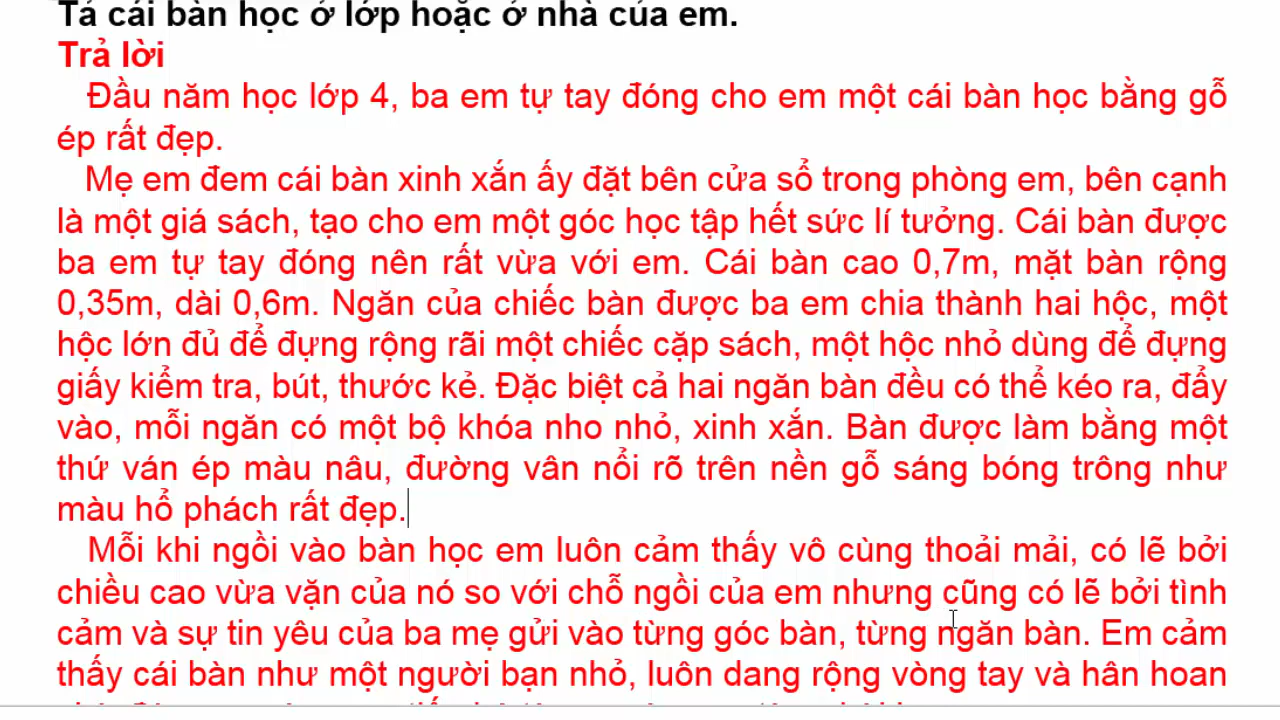 Tả cái bàn học ở lớp hoặc ở nhà của em.
Trả lời
Đầu năm học lớp 4, ba em tự tay đóng cho em một cái bàn học bằng gỗ
ép rất đẹp.
Mẹ em đem cái bàn xinh xắn ấy đặt bên cửa sổ trong phòng em, bên cạnh
là một giá sách, tạo cho em một góc học tập hết sức lí tưởng. Cái bàn được
ba em tự tay đóng nên rất vừa với em. Cái bàn cao 0,7m, mặt bàn rộng
0,35m, dài 0,6m. Ngăn của chiếc bàn được ba em chia thành hai hộc, một
hộc lớn đủ để đựng rộng rãi một chiếc cặp sách, một hộc nhỏ dùng để đựng
giấy kiểm tra, bút, thước kẻ. Đặc biệt cả hai ngăn bàn đều có thể kéo ra, đẩy
vào, mỗi ngăn có một bộ khóa nho nhỏ, xinh xắn. Bàn được làm bằng một
thứ ván ép màu nâu, đường vân nổi rõ trên nền gỗ sáng bóng trông như
màu hổ phách rất đẹp.
Mỗi khi ngồi vào bàn học em luôn cảm thấy vô cùng thoải mái, có lẽ bởi
chiều cao vừa vặn của nó so với chỗ ngồi của em nhưng cũng có lẽ bởi tình
cảm và sự tin yêu của ba mẹ gửi vào từng góc bàn, từng ngăn bàn. Em cảm
thấy cái bàn như một người bạn nhỏ, luôn dang rộng vòng tay và hân hoan